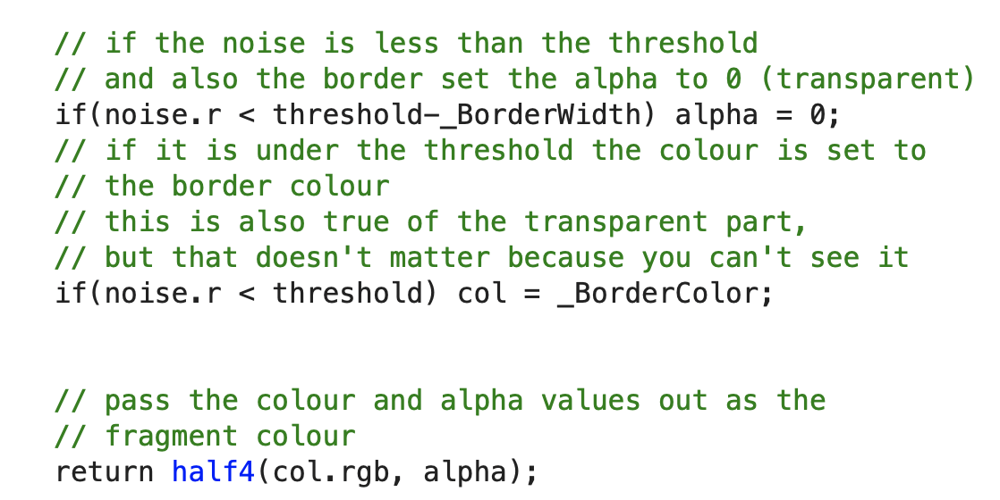 // if the noise is less than the threshold
// and also the border set the alpha to 0 (transparent)
if(noise.r < threshold-_BorderWidth) alpha = 0;
// if it is under the threshold the colour is set to
// the border colour
// this is also true of the transparent part,
// but that doesn't matter because you can't see it
if(noise.r < threshold) col = _BorderColor;
// pass the colour and alpha values out as the
// fragment colour
return half4(col.rgb, alpha);